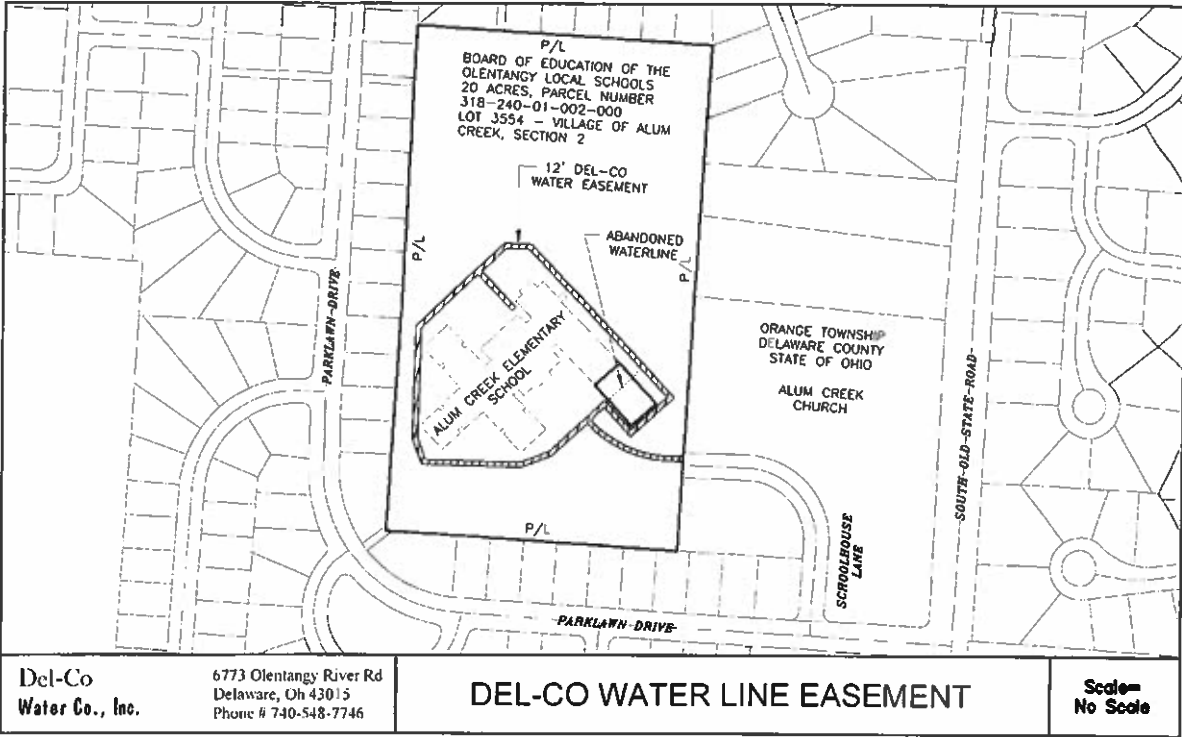 P/L
BOARD OF EDUCATION OF THE
OLENTANGY LOCAL SCHOOLS
20 ACRES, PARCEL NUMBER
318-240-01-002-000
LOT 3554 - VILLAGE OF ALUM
CREEK, SECTION 2
12' DEL-CO
WATER EASEMENT
ABANDONED
WATERLINE
P/L
P/L
PARKLAWN DRIVE
ALUM CREEK ELEMENTARY
SCHOOL
ORANGE TOWNSHIP
DELAWARE COUNTY
STATE OF OHIO
ALUM CREEK
CHURCH
SOUTH OLD STATE ROAD
P/L
SCHOOLHOUSE
LANE
PARKLAWN DRIVE
Del-Co
Water Co., Inc.
6773 Olentangy River Rd
Delaware, Oh 43015
Phone # 740-548-7746
DEL-CO WATER LINE EASEMENT
Scale=
No Scale